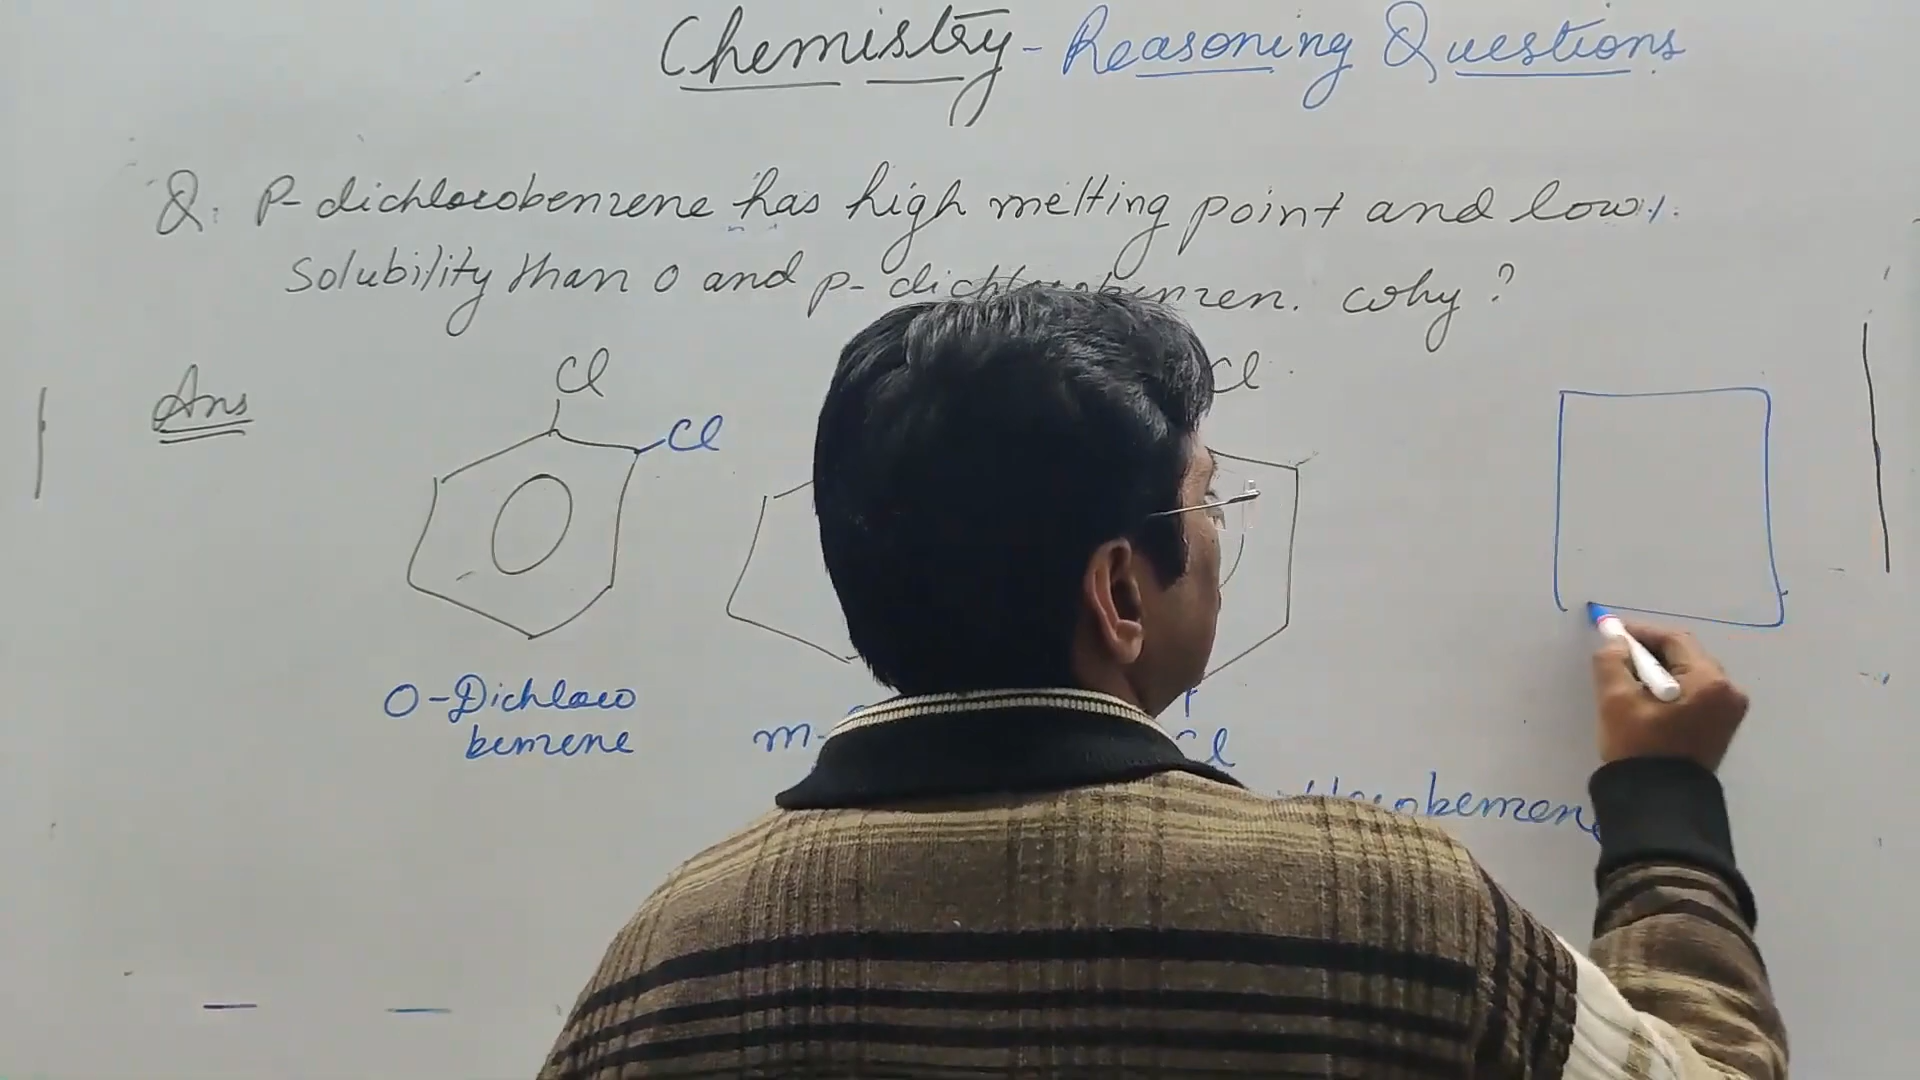 Chemistry - Reasoning Questions
Q. P-dichlorobenzene has high melting point and low
solubility than o and p- dichlorobenzen. why?
Ans
Cl
Cl
Cl
O-Dichloro
benzene
m-
Cl